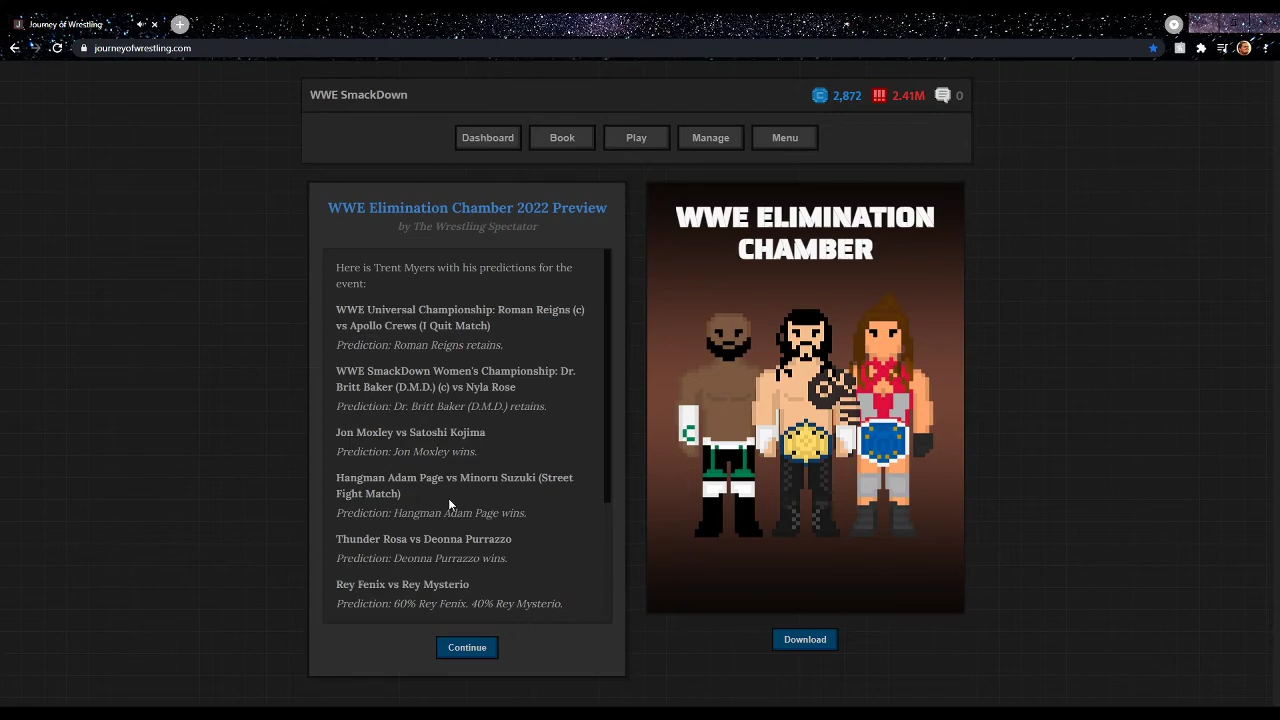 Journey of Wrestling
journeyofwrestling.com
WWE SmackDown
2,872
2.41M
0
Dashboard
Book
Play
Manage
Menu
WWE Elimination Chamber 2022 Preview
by The Wrestling Spectator
Here is Trent Myers with his predictions for the
event:
WWE Universal Championship: Roman Reigns (c)
vs Apollo Crews (I Quit Match)
Prediction: Roman Reigns retains.
WWE SmackDown Women's Championship: Dr.
Britt Baker (D.M.D.) (c) vs Nyla Rose
Prediction: Dr. Britt Baker (D.M.D.) retains.
Jon Moxley vs Satoshi Kojima
Prediction: Jon Moxley wins.
Hangman Adam Page vs Minoru Suzuki (Street
Fight Match)
Prediction: Hangman Adam Page wins.
Thunder Rosa vs Deonna Purrazzo
Prediction: Deonna Purrazzo wins.
Rey Fenix vs Rey Mysterio
Prediction: 60% Rey Fenix. 40% Rey Mysterio.
Continue
WWE ELIMINATION
CHAMBER
Download